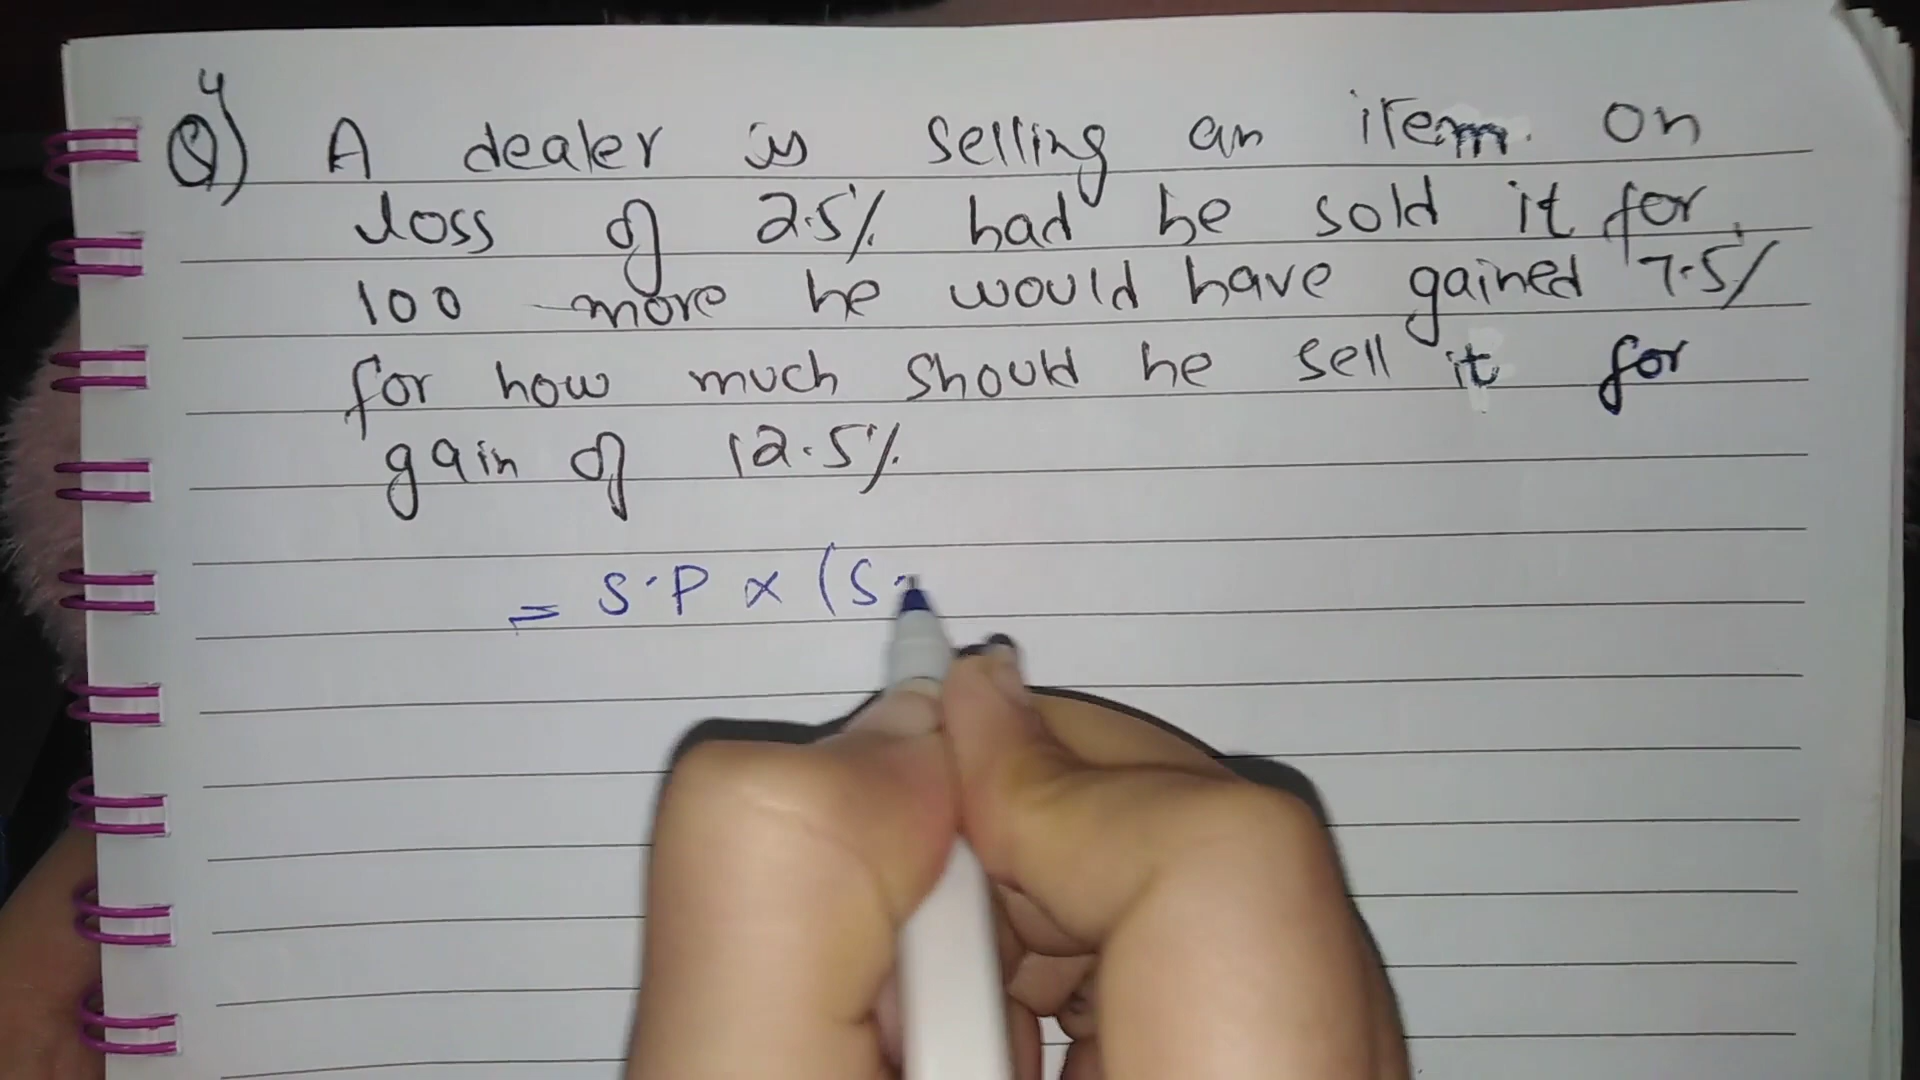 4
Q) A dealer is selling an item. on
loss of 2.5% had he sold it for
100 more he would have gained 7.5%
for how much should he sell it for
gain of 12.5%
= S.P × (S.